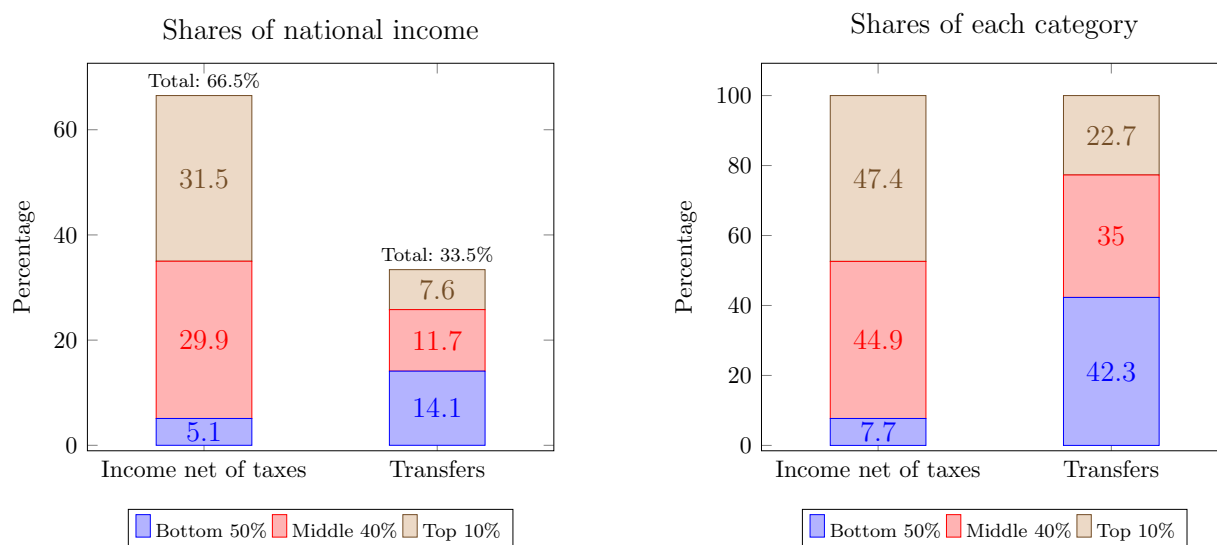 Shares of national income
Percentage
60
40
20
0
Total: 66.5%
31.5
29.9
5.1
Total: 33.5%
7.6
11.7
14.1
Income net of taxes
Transfers
Bottom 50% Middle 40% Top 10%
Shares of each category
Percentage
100
80
60
40
20
0
47.4
44.9
7.7
22.7
35
42.3
Income net of taxes
Transfers
Bottom 50% Middle 40% Top 10%